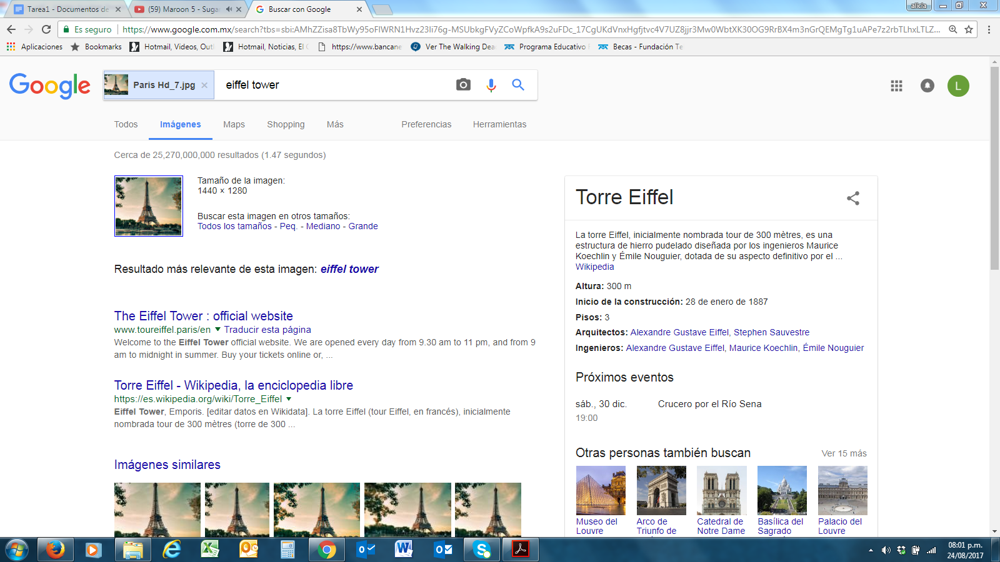 Tarea1 - Documentos de
(59) Maroon 5 - Suga
Buscar con Google
alicia
Es seguro
https://www.google.com.mx/search?tbs=sbi:
Aplicaciones
Bookmarks
Hotmail, Videos, Outl
Hotmail, Noticias, El C
https://www.bancane
Ver The Walking Dea
Programa Educativo
Becas - Fundación Te
Google
Paris Hd_7.jpg
eiffel tower
L
Todos
Imágenes
Maps
Shopping
Más
Preferencias
Herramientas
Cerca de 25,270,000,000 resultados (1.47 segundos)
Tamaño de la imagen:
1440 × 1280
Buscar esta imagen en otros tamaños:
Todos los tamaños - Peq. - Mediano - Grande
Resultado más relevante de esta imagen: eiffel tower
The Eiffel Tower : official website
www.toureiffel.paris/en
Traducir esta página
Welcome to the Eiffel Tower official website. We are opened every day from 9.30 am to 11 pm, and from 9
am to midnight in summer. Buy your tickets online or, ...
Torre Eiffel - Wikipedia, la enciclopedia libre
https://es.wikipedia.org/wiki/Torre_Eiffel
Eiffel Tower, Emporis. [editar datos en Wikidata]. La torre Eiffel (tour Eiffel, en francés), inicialmente
nombrada tour de 300 mètres (torre de 300 ...
Imágenes similares
Torre Eiffel
La torre Eiffel, inicialmente nombrada tour de 300 mètres, es una
estructura de hierro pudelado diseñada por los ingenieros Maurice
Koechlin y Émile Nouguier, dotada de su aspecto definitivo por el ...
Wikipedia
Altura: 300 m
Inicio de la construcción: 28 de enero de 1887
Pisos: 3
Arquitectos: Alexandre Gustave Eiffel, Stephen Sauvestre
Ingenieros: Alexandre Gustave Eiffel, Maurice Koechlin, Émile Nouguier
Próximos eventos
sáb., 30 dic.
Crucero por el Río Sena
19:00
Otras personas también buscan
Ver 15 más
Museo del
Louvre
Arco de
Triunfo de
Catedral de
Notre Dame
Basílica del
Sagrado
Palacio del
Louvre
08:01 p.m.
24/08/2017